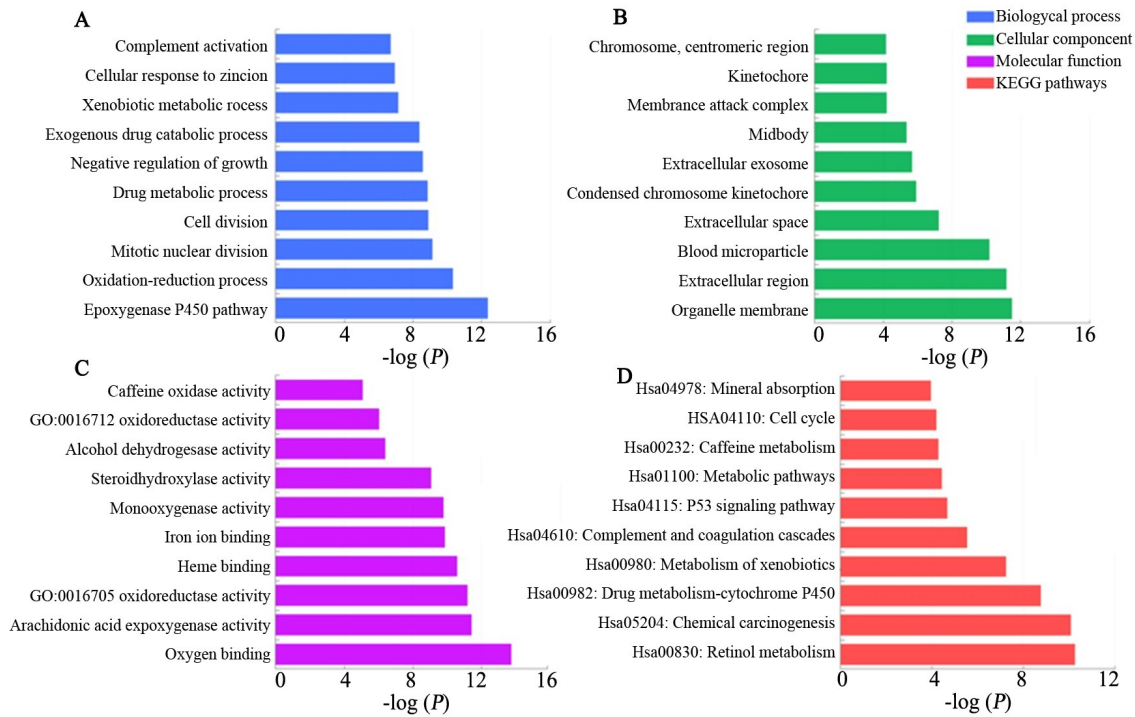 A
Complement activation
Cellular response to zincion
Xenobiotic metabolic rocess
Exogenous drug catabolic process
Negative regulation of growth
Drug metabolic process
Cell division
Mitotic nuclear division
Oxidation-reduction process
Epoxygenase P450 pathway
0 4 8 12 16
-log (P)
B
Biologycal process
Cellular componcent
Molecular function
KEGG pathways
Chromosome, centromeric region
Kinetochore
Membrance attack complex
Midbody
Extracellular exosome
Condensed chromosome kinetochore
Extracellular space
Blood microparticle
Extracellular region
Organelle membrane
0 4 8 12 16
-log (P)
C
Caffeine oxidase activity
GO:0016712 oxidoreductase activity
Alcohol dehydrogesase activity
Steroidhydroxylase activity
Monooxygenase activity
Iron ion binding
Heme binding
GO:0016705 oxidoreductase activity
Arachidonic acid expoxygenase activity
Oxygen binding
0 4 8 12 16
-log (P)
D
Hsa04978: Mineral absorption
HSA04110: Cell cycle
Hsa00232: Caffeine metabolism
Hsa01100: Metabolic pathways
Hsa04115: P53 signaling pathway
Hsa04610: Complement and coagulation cascades
Hsa00980: Metabolism of xenobiotics
Hsa00982: Drug metabolism-cytochrome P450
Hsa05204: Chemical carcinogenesis
Hsa00830: Retinol metabolism
0 4 8 12
-log (P)